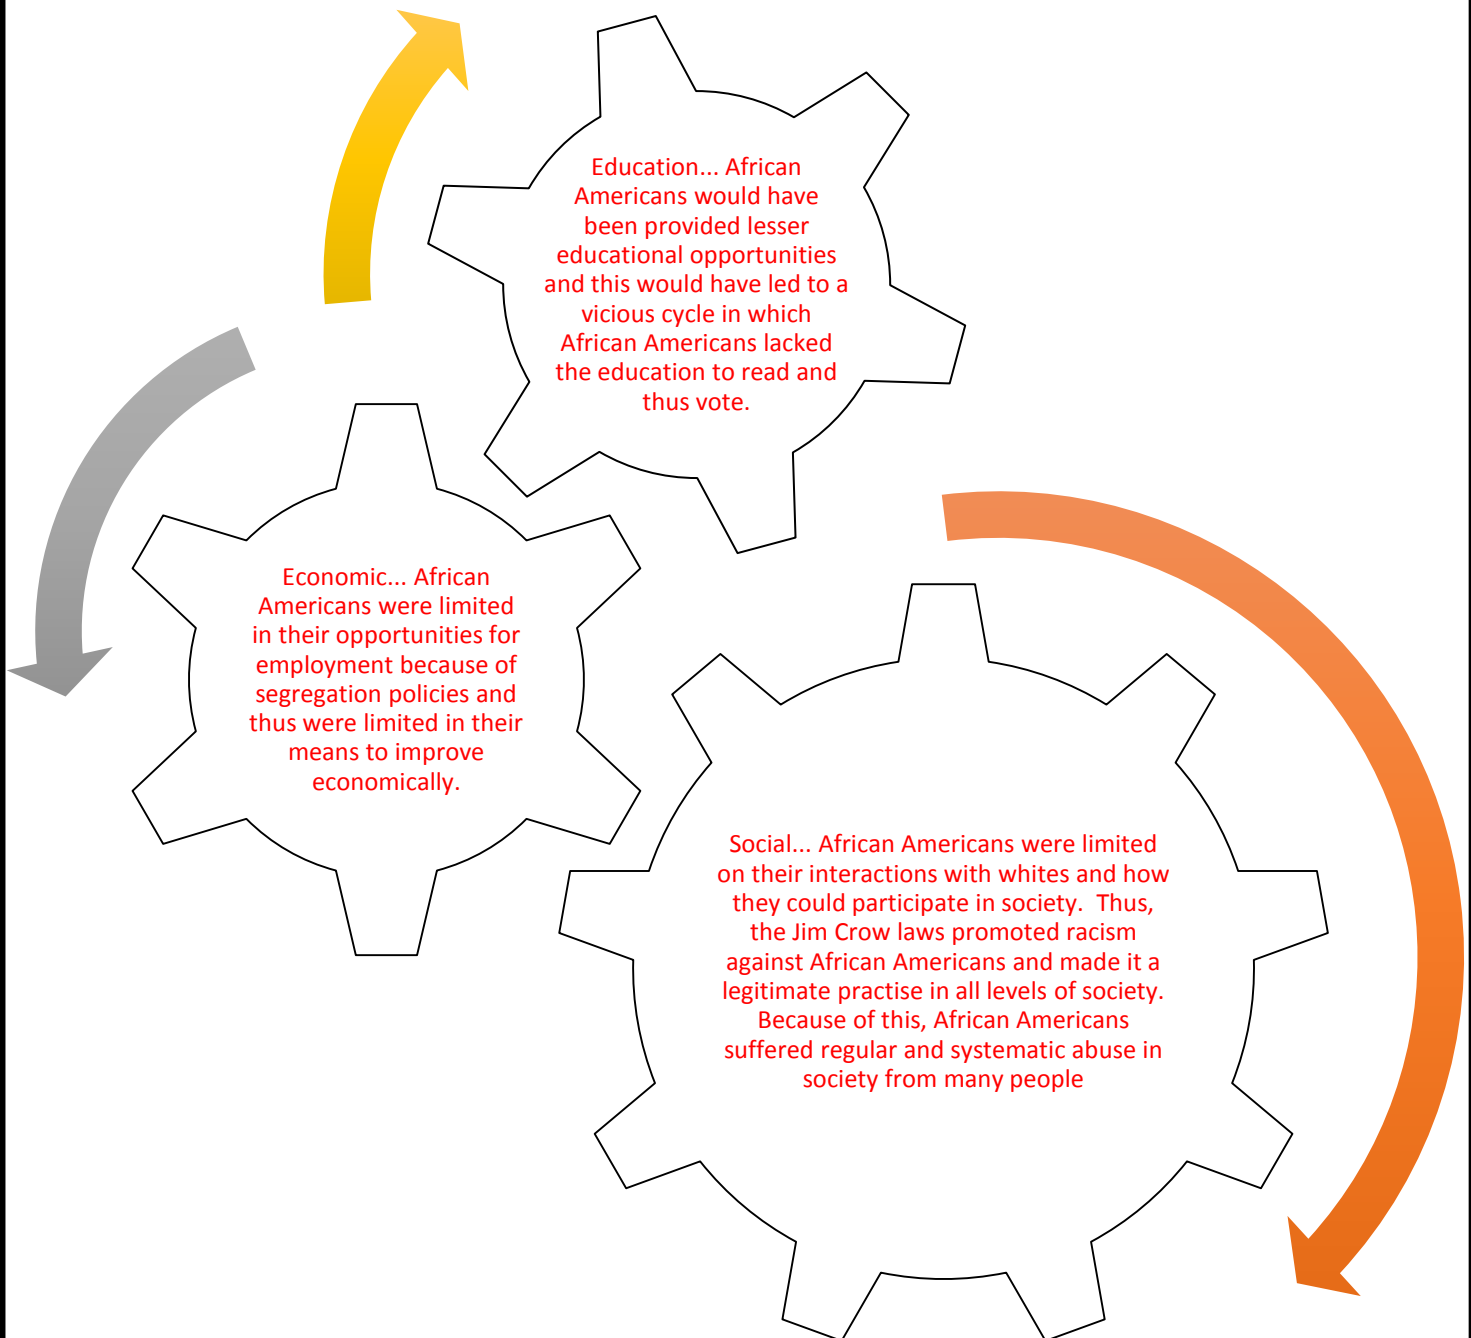 Education... African
Americans would have
been provided lesser
educational opportunities
and this would have led to a
vicious cycle in which
African Americans lacked
the education to read and
thus vote.
Economic... African
Americans were limited
in their opportunities for
employment because of
segregation policies and
thus were limited in their
means to improve
economically.
Social... African Americans were limited
on their interactions with whites and how
they could participate in society.  Thus,
the Jim Crow laws promoted racism
against African Americans and made it a
legitimate practise in all levels of society.
Because of this, African Americans
suffered regular and systematic abuse in
society from many people